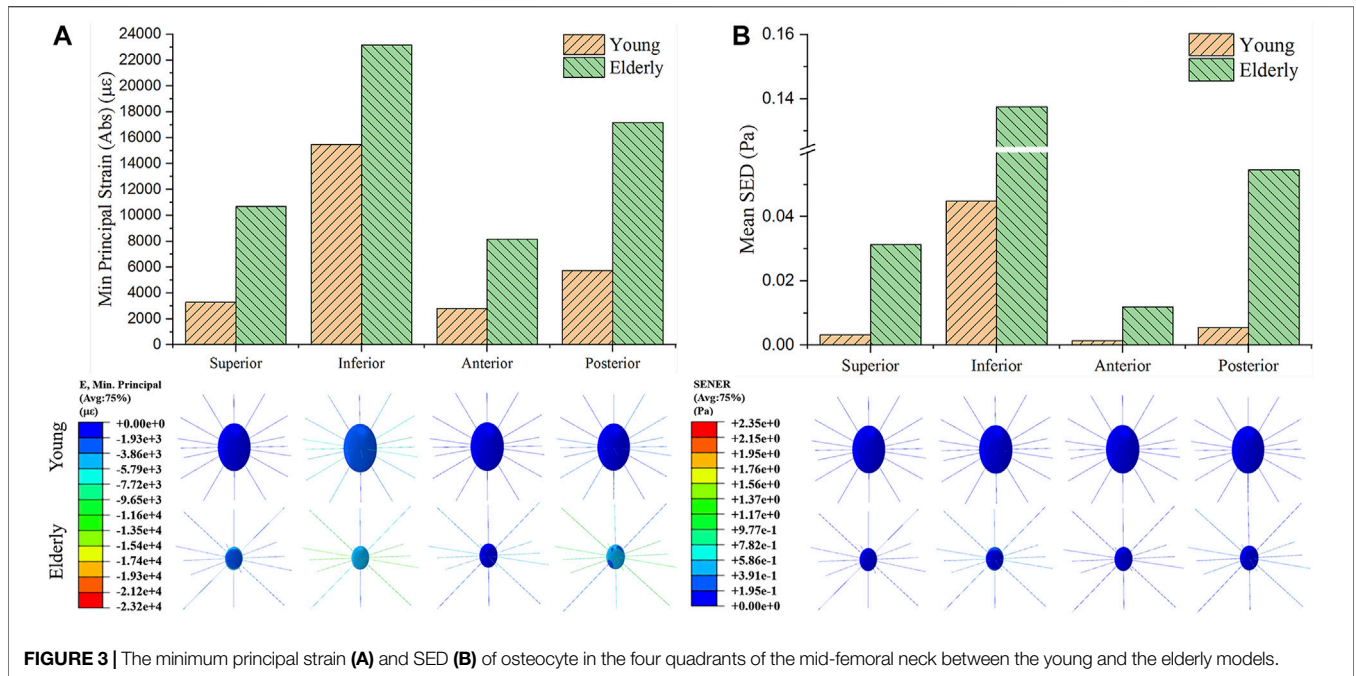 A
Min Principal Strain (Abs) (με)
24000
22000
20000
18000
16000
14000
12000
10000
8000
6000
4000
2000
0
Young
Elderly
Superior
Inferior
Anterior
Posterior
B
Mean SED (Pa)
0.16
0.14
0.04
0.02
0.00
Young
Elderly
Superior
Inferior
Anterior
Posterior
E, Min. Principal
(Avg:75%)
(με)
+0.00e+0
-1.93e+3
-3.86e+3
-5.79e+3
-7.72e+3
-9.65e+3
-1.16e+4
-1.35e+4
-1.54e+4
-1.74e+4
-1.93e+4
-2.12e+4
-2.32e+4
Young
Elderly
SENER
(Avg:75%)
(Pa)
+2.35e+0
+2.15e+0
+1.95e+0
+1.76e+0
+1.56e+0
+1.37e+0
+1.17e+0
+9.77e-1
+7.82e-1
+5.86e-1
+3.91e-1
+1.95e-1
+0.00e+0
FIGURE 3 | The minimum principal strain (A) and SED (B) of osteocyte in the four quadrants of the mid-femoral neck between the young and the elderly models.